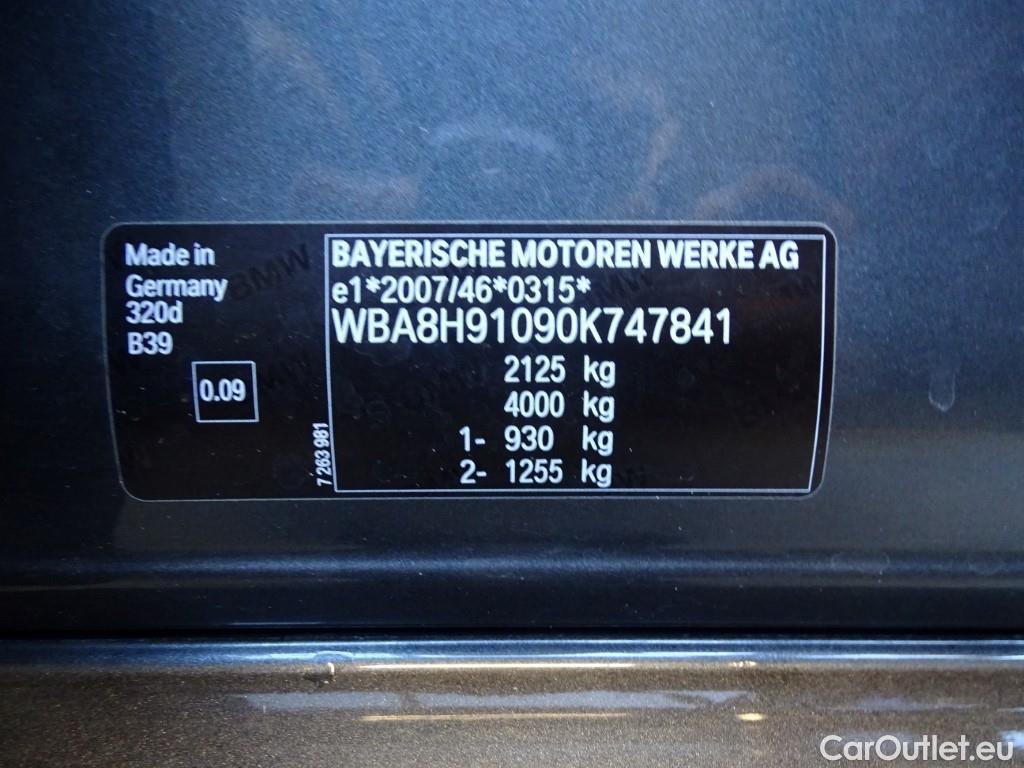 Made in
Germany
320d
B39
0.09
7 263 981
BAYERISCHE MOTOREN WERKE AG
e1*2007/46*0315*
WBA8H91090K747841
2125 kg
4000 kg
1- 930 kg
2- 1255 kg
CarOutlet.eu